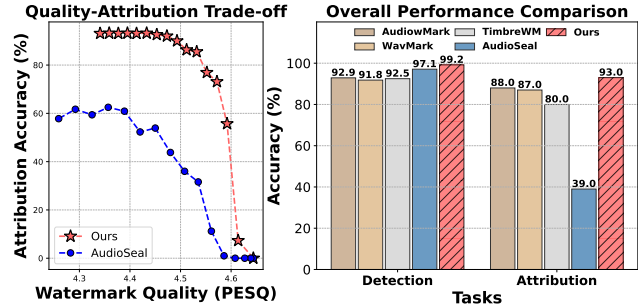 Quality-Attribution Trade-off
Attribution Accuracy (%)
80
60
40
20
0
4.3
4.4
4.5
4.6
Watermark Quality (PESQ)
Ours
AudioSeal
Overall Performance Comparison
Accuracy (%)
100
80
60
40
20
0
AudiowMark
WavMark
TimbreWM
AudioSeal
Ours
92.9
91.8
92.5
97.1
99.2
88.0
87.0
80.0
39.0
93.0
Detection
Attribution
Tasks